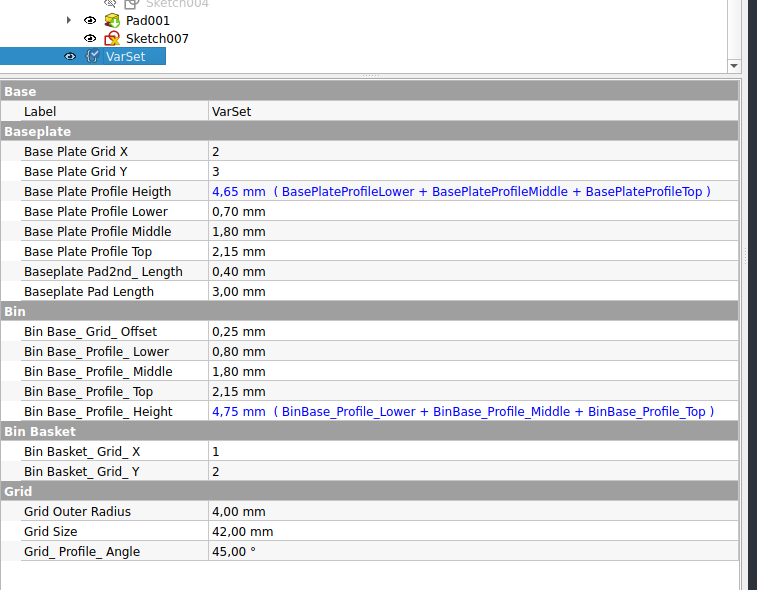 Sketch004
Pad001
Sketch007
VarSet
Base
Label VarSet
Baseplate
Base Plate Grid X 2
Base Plate Grid Y 3
Base Plate Profile Heigth 4,65 mm ( BasePlateProfileLower + BasePlateProfileMiddle + BasePlateProfileTop )
Base Plate Profile Lower 0,70 mm
Base Plate Profile Middle 1,80 mm
Base Plate Profile Top 2,15 mm
Baseplate Pad2nd_ Length 0,40 mm
Baseplate Pad Length 3,00 mm
Bin
Bin Base_ Grid_ Offset 0,25 mm
Bin Base_ Profile_ Lower 0,80 mm
Bin Base_ Profile_ Middle 1,80 mm
Bin Base_ Profile_ Top 2,15 mm
Bin Base_ Profile_ Height 4,75 mm ( BinBase_Profile_Lower + BinBase_Profile_Middle + BinBase_Profile_Top )
Bin Basket
Bin Basket_ Grid_ X 1
Bin Basket_ Grid_ Y 2
Grid
Grid Outer Radius 4,00 mm
Grid Size 42,00 mm
Grid_ Profile_ Angle 45,00 °